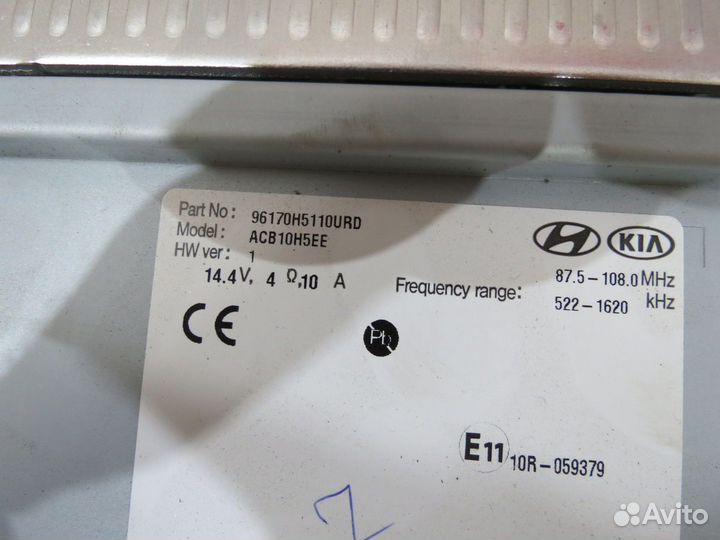 Part No: 96170H5110URD
Model: ACB10H5EE
HW ver: 1
14.4V, 4 Ω,10 A
KIA
Frequency range: 87.5-108.0 MHz
522-1620 kHz
CE
Pb
E11 10R-059379
Z
Avito